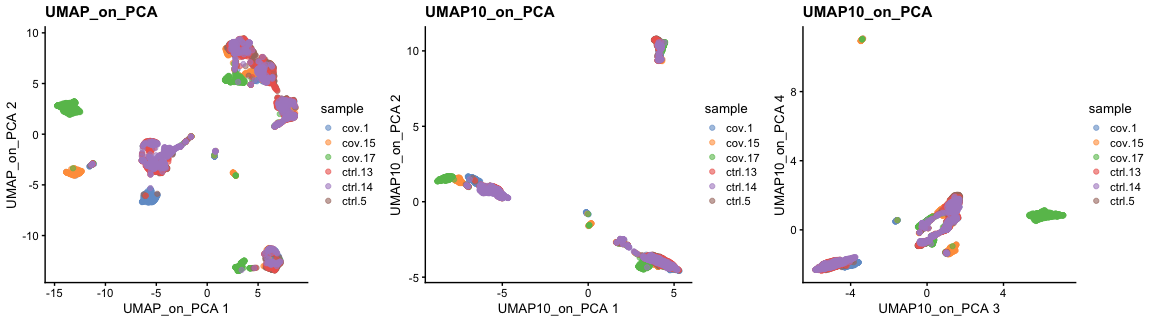 UMAP_on_PCA
10
5
0
-5
-10
-15
-10
-5
0
5
UMAP_on_PCA 1
UMAP_on_PCA 2
sample
cov.1
cov.15
cov.17
ctrl.13
ctrl.14
ctrl.5
UMAP10_on_PCA
10
5
0
-5
-5
0
5
UMAP10_on_PCA 1
UMAP10_on_PCA 2
sample
cov.1
cov.15
cov.17
ctrl.13
ctrl.14
ctrl.5
UMAP10_on_PCA
8
4
0
-4
0
4
UMAP10_on_PCA 3
UMAP10_on_PCA 4
sample
cov.1
cov.15
cov.17
ctrl.13
ctrl.14
ctrl.5